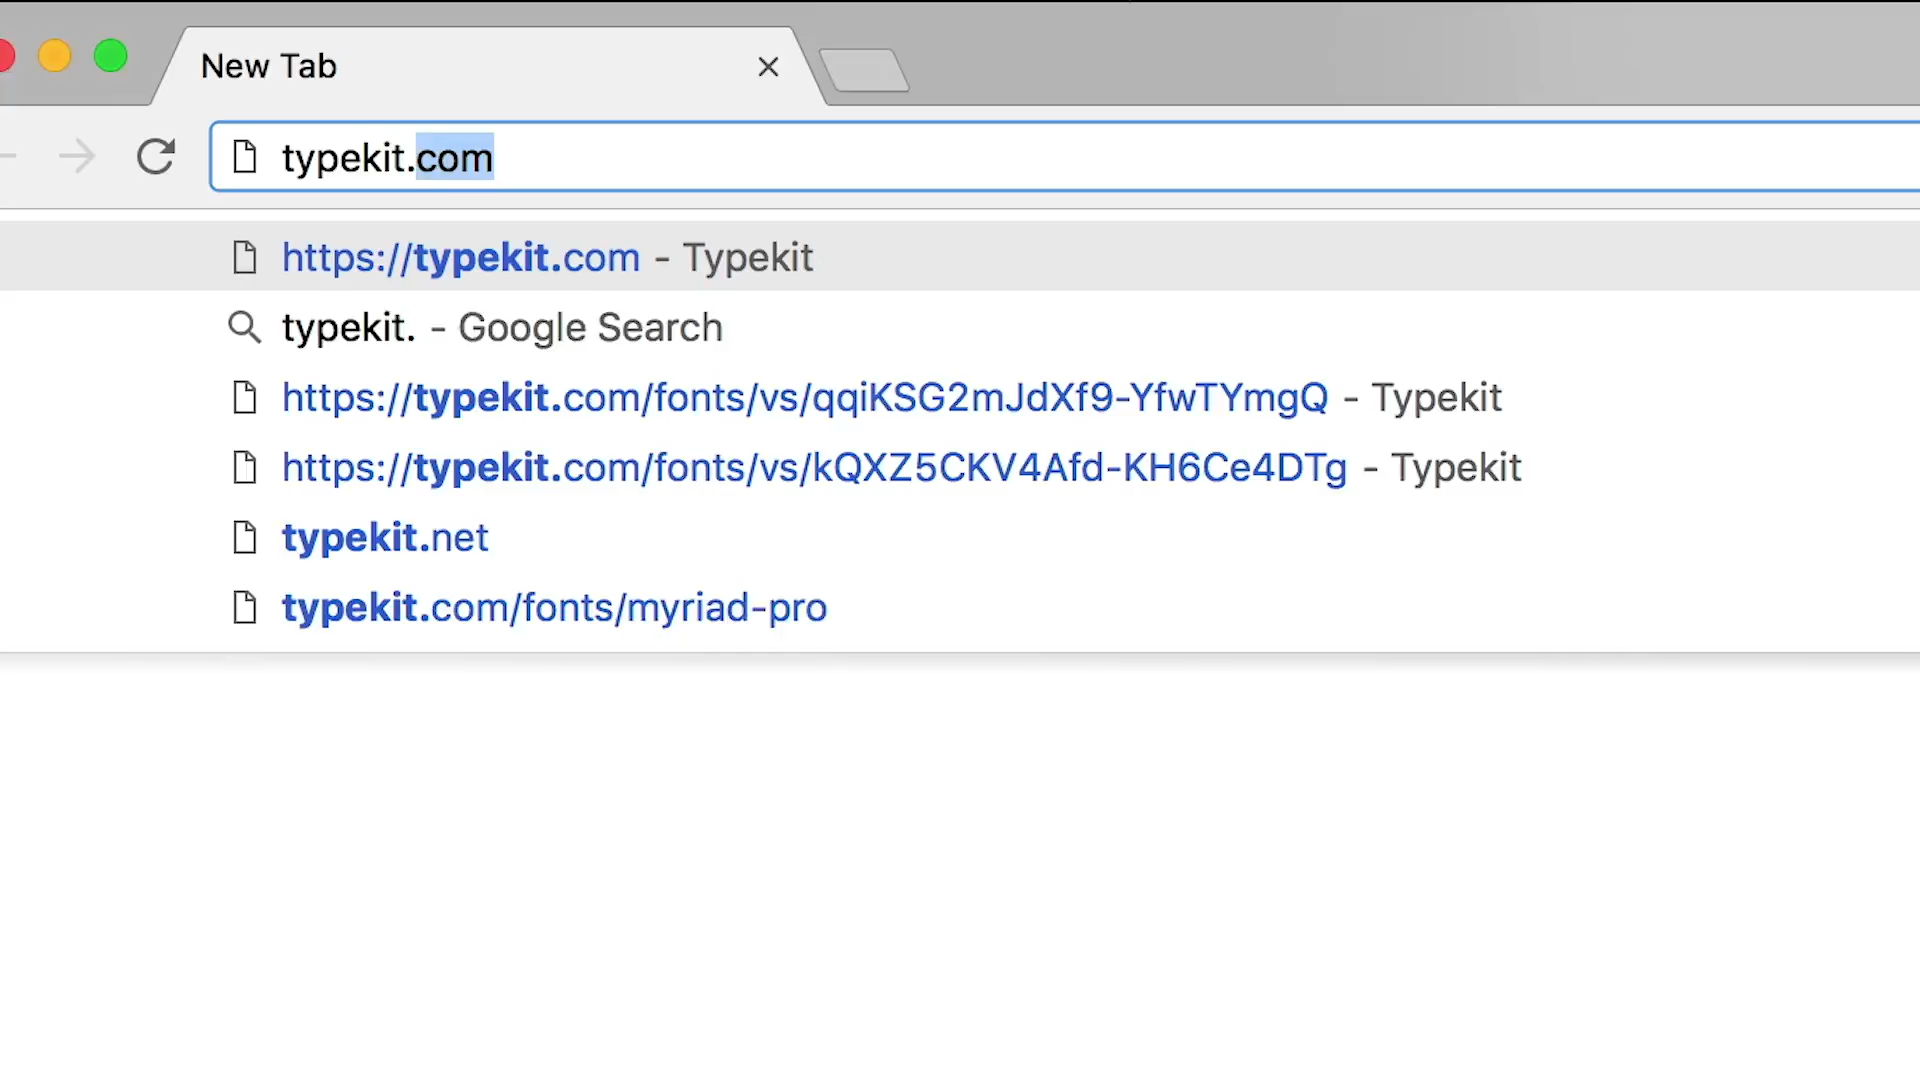 New Tab
typekit.com
https://typekit.com - Typekit
typekit. - Google Search
https://typekit.com/fonts/vs/qqiKSG2mJdXf9-YfwTYmgQ - Typekit
https://typekit.com/fonts/vs/kQXZ5CKV4Afd-KH6Ce4DTg - Typekit
typekit.net
typekit.com/fonts/myriad-pro